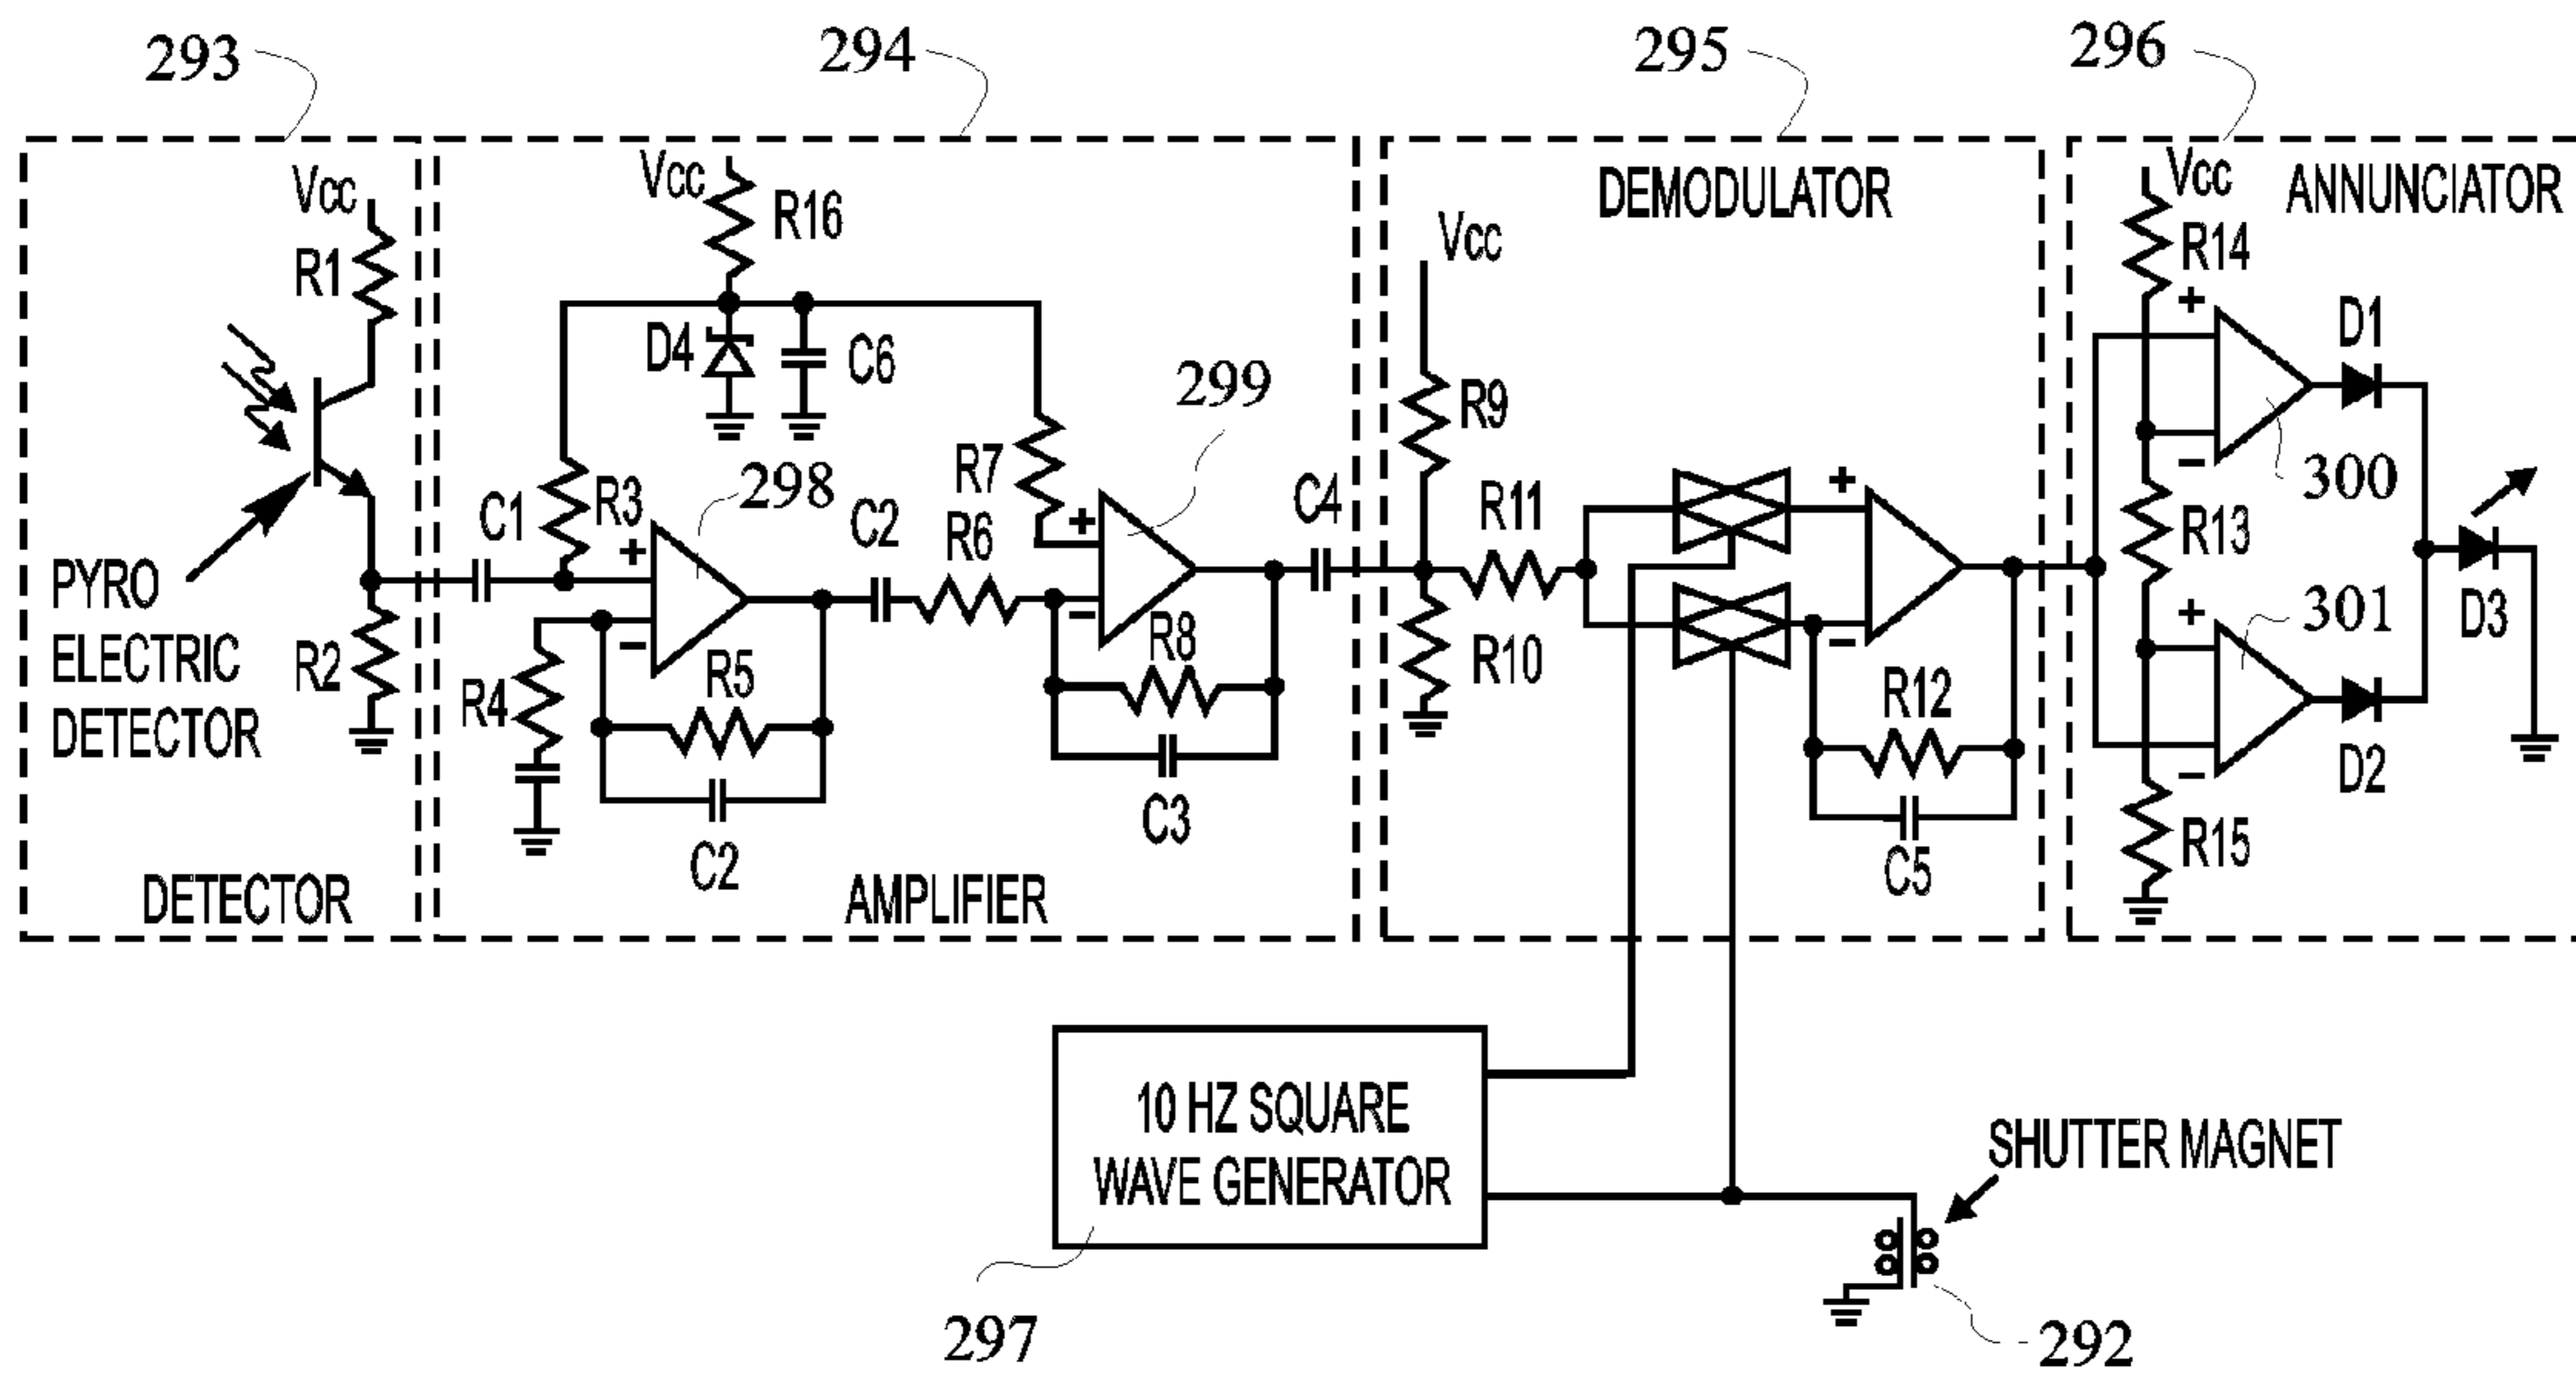 293
294
295
296
Vcc
R1
PYRO
ELECTRIC
DETECTOR
R2
DETECTOR
Vcc
R16
D4
C6
C1
R3
+
−
298
R4
R5
C2
C2
R6
R7
+
−
299
R8
C3
C4
AMPLIFIER
DEMODULATOR
Vcc
R9
R10
R11
+
−
R12
C5
Vcc
ANNUNCIATOR
R14
+
−
300
D1
R13
+
−
301
D2
D3
R15
10 HZ SQUARE
WAVE GENERATOR
297
SHUTTER MAGNET
292